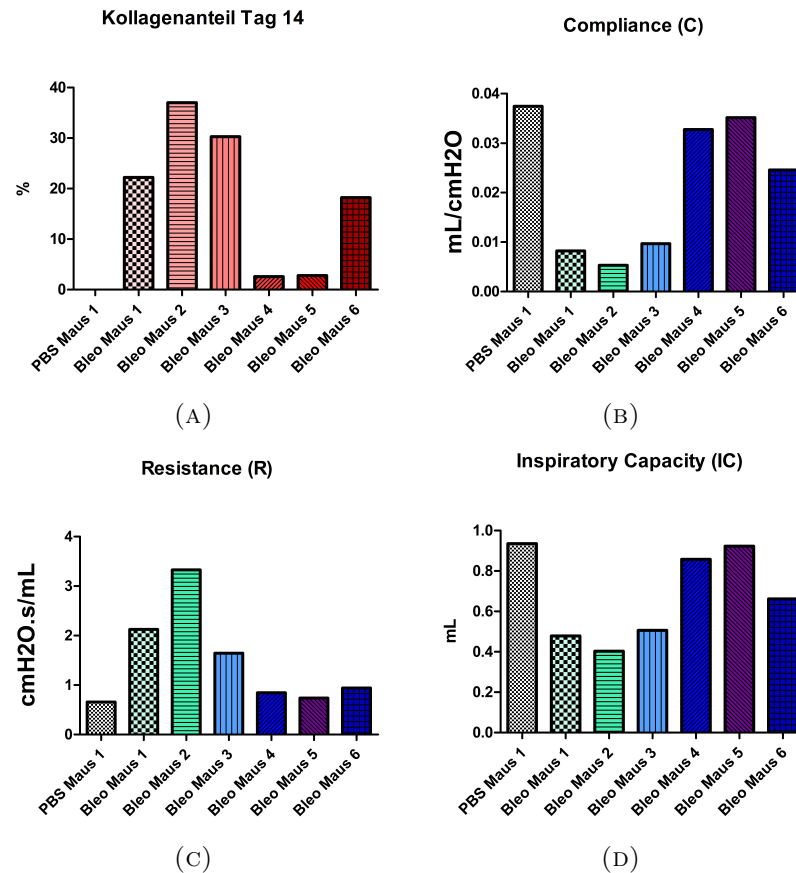 Kollagenanteil Tag 14
%
40
30
20
10
0
PBS Maus 1
Bleo Maus 1
Bleo Maus 2
Bleo Maus 3
Bleo Maus 4
Bleo Maus 5
Bleo Maus 6
(A)
Compliance (C)
mL/cmH2O
0.04
0.03
0.02
0.01
0.00
PBS Maus 1
Bleo Maus 1
Bleo Maus 2
Bleo Maus 3
Bleo Maus 4
Bleo Maus 5
Bleo Maus 6
(B)
Resistance (R)
cmH2O.s/mL
4
3
2
1
0
PBS Maus 1
Bleo Maus 1
Bleo Maus 2
Bleo Maus 3
Bleo Maus 4
Bleo Maus 5
Bleo Maus 6
(C)
Inspiratory Capacity (IC)
mL
1.0
0.8
0.6
0.4
0.2
0.0
PBS Maus 1
Bleo Maus 1
Bleo Maus 2
Bleo Maus 3
Bleo Maus 4
Bleo Maus 5
Bleo Maus 6
(D)